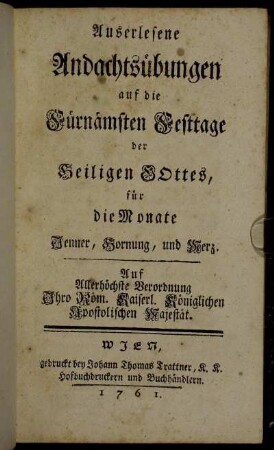 Auserlesene
Andachtsübungen
auf die
Fürnämsten Festtage
der
Heiligen GOttes,
für
die Monate
Jenner, Hornung, und Merz.
Auf
Allerhöchste Verordnung
Ihro Röm. Kaiserl. Königlichen
Apostolischen Majestät.
WIEN,
gedruckt bey Johann Thomas Trattner, K. K.
Hofbuchdruckern und Buchhändlern.
1761.